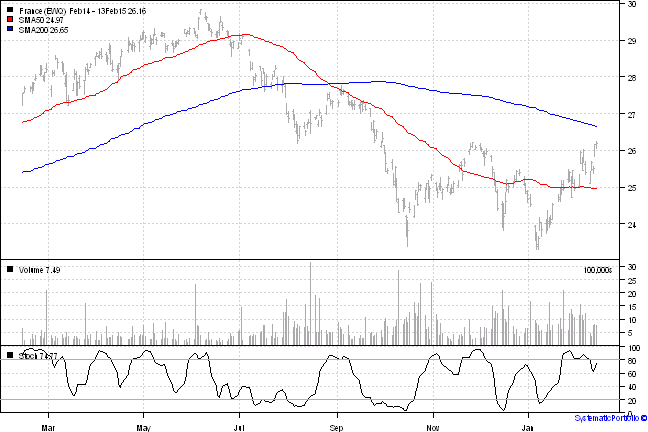 France (EWQ) Feb14 - 13Feb15 26.16
SMA50 24.97
SMA200 26.65
30
29
28
27
26
25
24
Volume 7.49
100,000s
30
25
20
15
10
5
100
80
60
40
20
0
Mar May Jul Sep Nov Jan
SystematicPortfolio ©